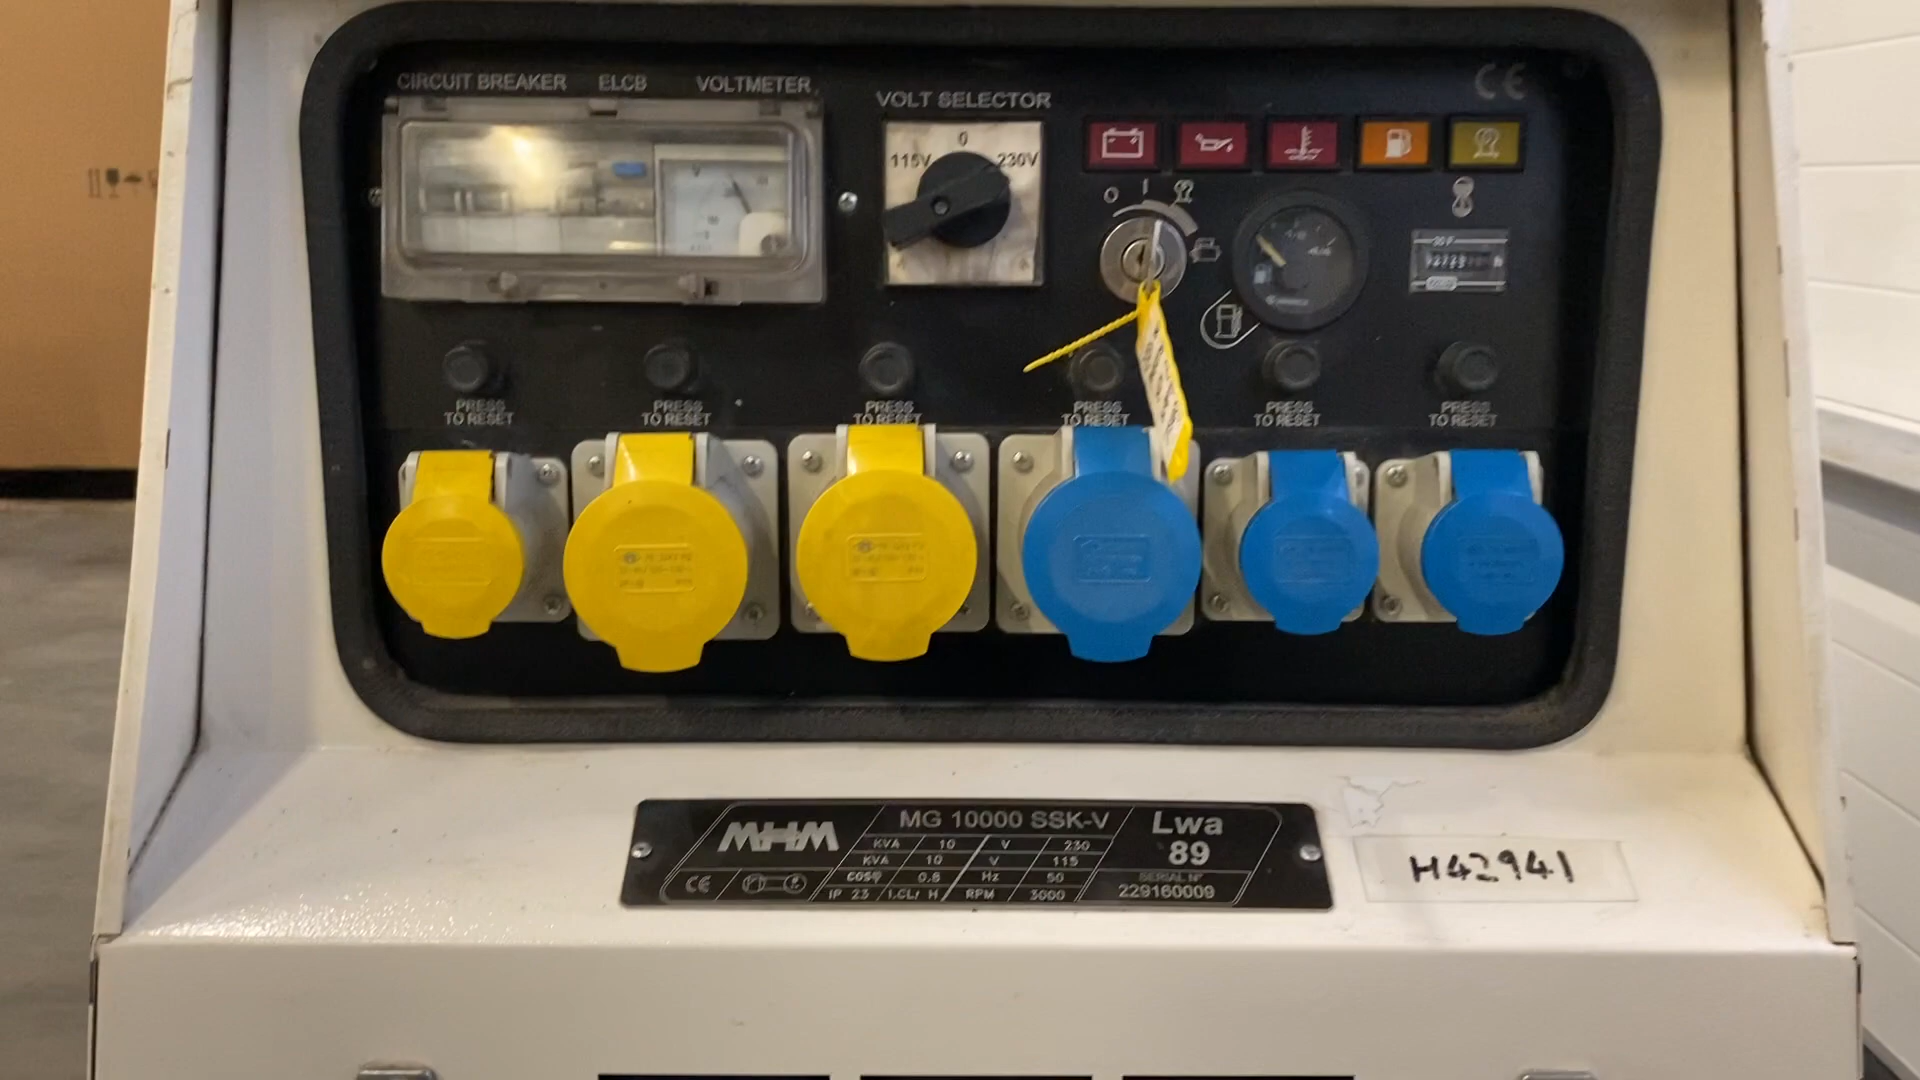 CIRCUIT BREAKER ELCB VOLTMETER
VOLT SELECTOR
CE
0
115V 230V
V
O I
PRESS TO RESET
PRESS TO RESET
PRESS TO RESET
PRESS TO RESET
PRESS TO RESET
PRESS TO RESET
MHM
MG 10000 SSK-V
Lwa
89
KVA 10 V 230
KVA 10 V 115
COSφ 0.8 Hz 50
IP 23 I.CL/ H RPM 3000
CE
SERIAL N°
229160009
H42941